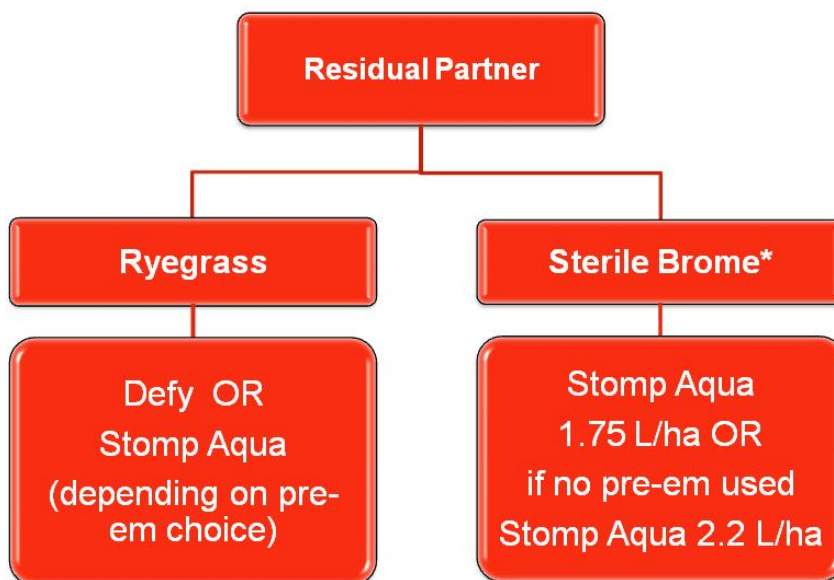 Residual Partner
Ryegrass
Sterile Brome*
Defy OR
Stomp Aqua
(depending on pre-
em choice)
Stomp Aqua
1.75 L/ha OR
if no pre-em used
Stomp Aqua 2.2 L/ha